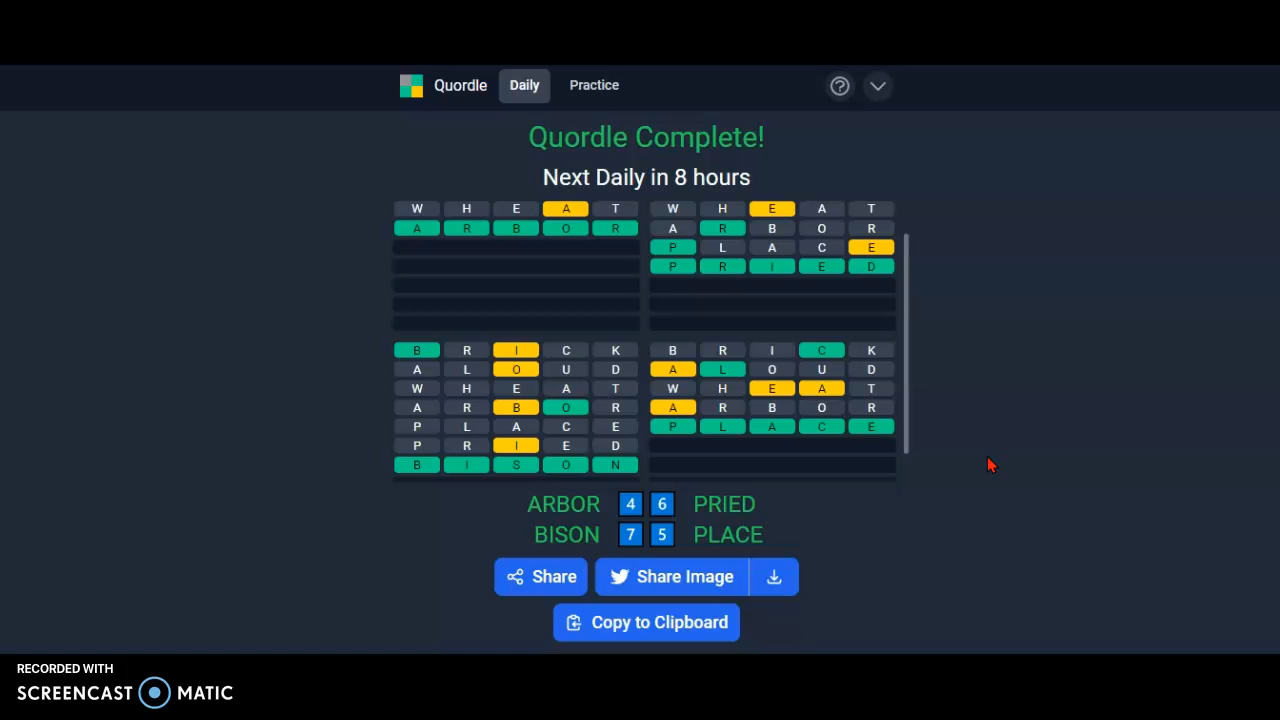 Quordle Daily Practice
Quordle Complete!
Next Daily in 8 hours
W H E A T W H E A T
A R B O R A R B O R
P L A C E
P R I E D
B R I C K B R I C K
A L O U D A L O U D
W H E A T W H E A T
A R B O R A R B O R
P L A C E P L A C E
P R I E D
B I S O N
ARBOR 4 6 PRIED
BISON 7 5 PLACE
Share Share Image
Copy to Clipboard
RECORDED WITH
SCREENCAST MATIC